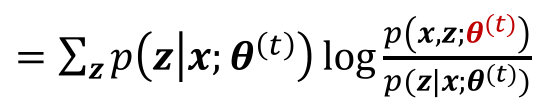 = ∑_𝒛 𝑝(𝒛|𝒙; 𝜽^(𝑡)) log 𝑝(𝒙,𝒛;𝜽^(𝑡)) / 𝑝(𝒛|𝒙;𝜽^(𝑡))